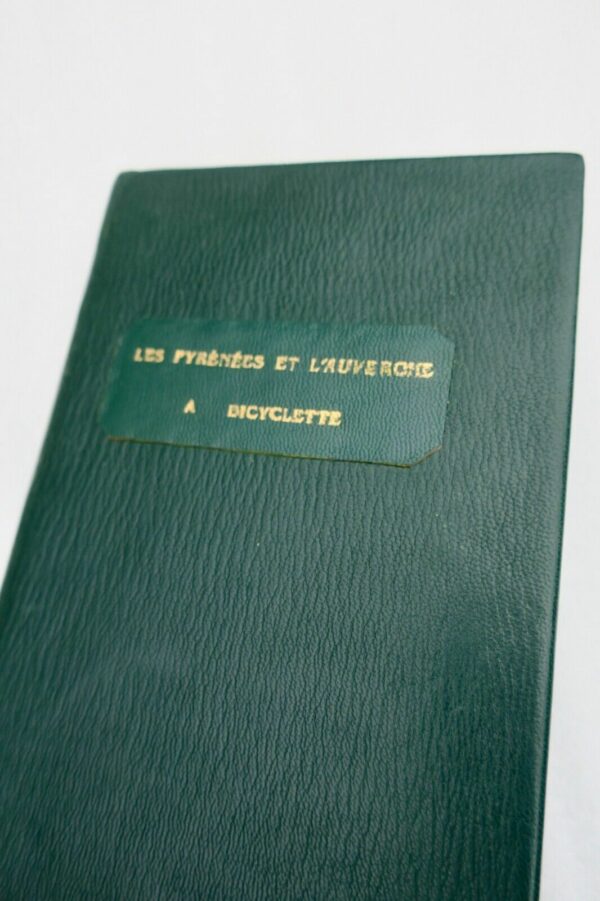 LES PYRÉNÉES ET L'AUVERGNE
A BICYCLETTE